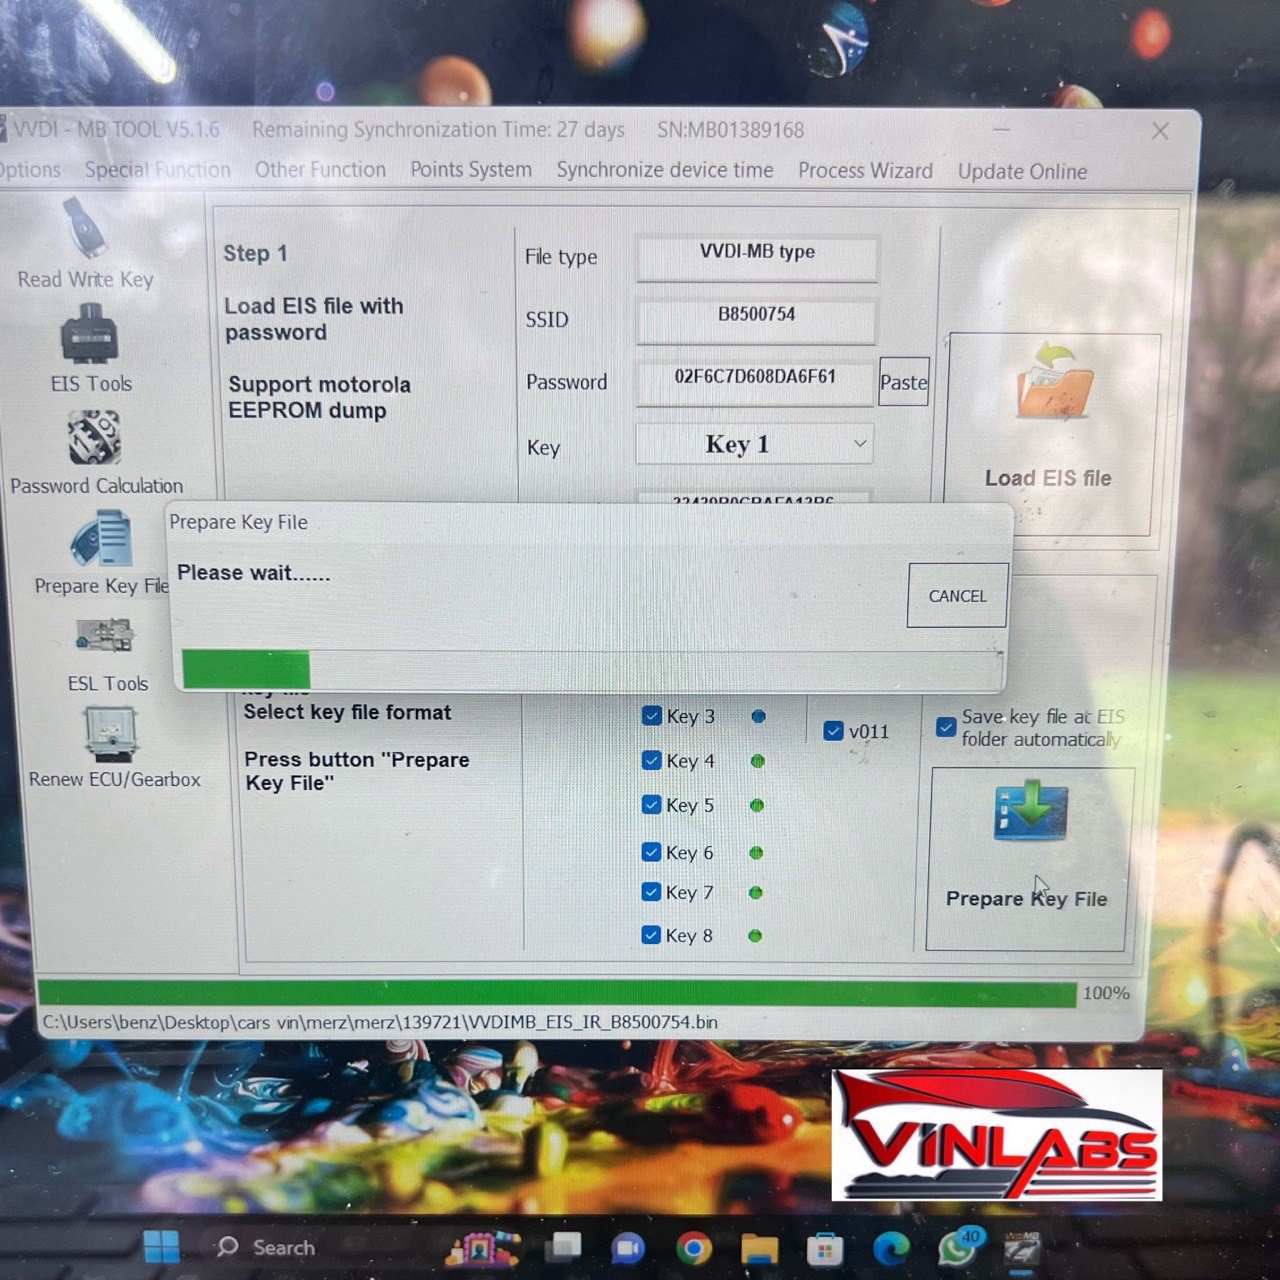 VVDI - MB TOOL V5.1.6 Remaining Synchronization Time: 27 days SN:MB01389168
Options Special Function Other Function Points System Synchronize device time Process Wizard Update Online
Read Write Key
EIS Tools
Password Calculation
Prepare Key File
ESL Tools
Renew ECU/Gearbox
Step 1
Load EIS file with
password
Support motorola
EEPROM dump
File type VVDI-MB type
SSID B8500754
Password 02F6C7D608DA6F61 Paste
Key Key 1
Load EIS file
Prepare Key File
Please wait......
CANCEL
Select key file format
Press button "Prepare
Key File"
Key 3
Key 4
Key 5
Key 6
Key 7
Key 8
v011
Save key file at EIS
folder automatically
Prepare Key File
100%
C:\Users\benz\Desktop\cars vin\merz\merz\139721\VVDIMB_EIS_IR_B8500754.bin
VINLABS
Search
40